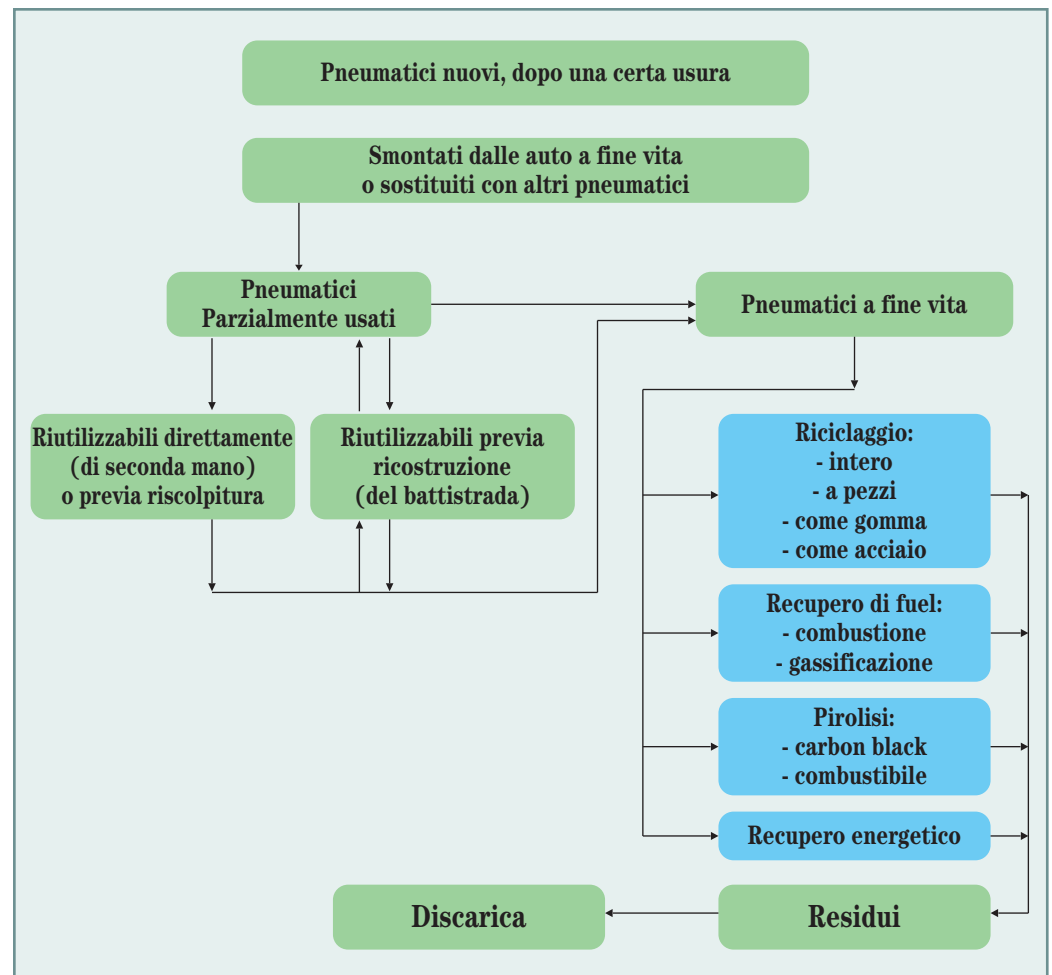 Pneumatici nuovi, dopo una certa usura
Smontati dalle auto a fine vita
o sostituiti con altri pneumatici
Pneumatici
Parzialmente usati
Pneumatici a fine vita
Riutilizzabili direttamente
(di seconda mano)
o previa riscolpitura
Riutilizzabili previa
ricostruzione
(del battistrada)
Riciclaggio:
- intero
- a pezzi
- come gomma
- come acciaio
Recupero di fuel:
- combustione
- gassificazione
Pirolisi:
- carbon black
- combustibile
Recupero energetico
Discarica
Residui